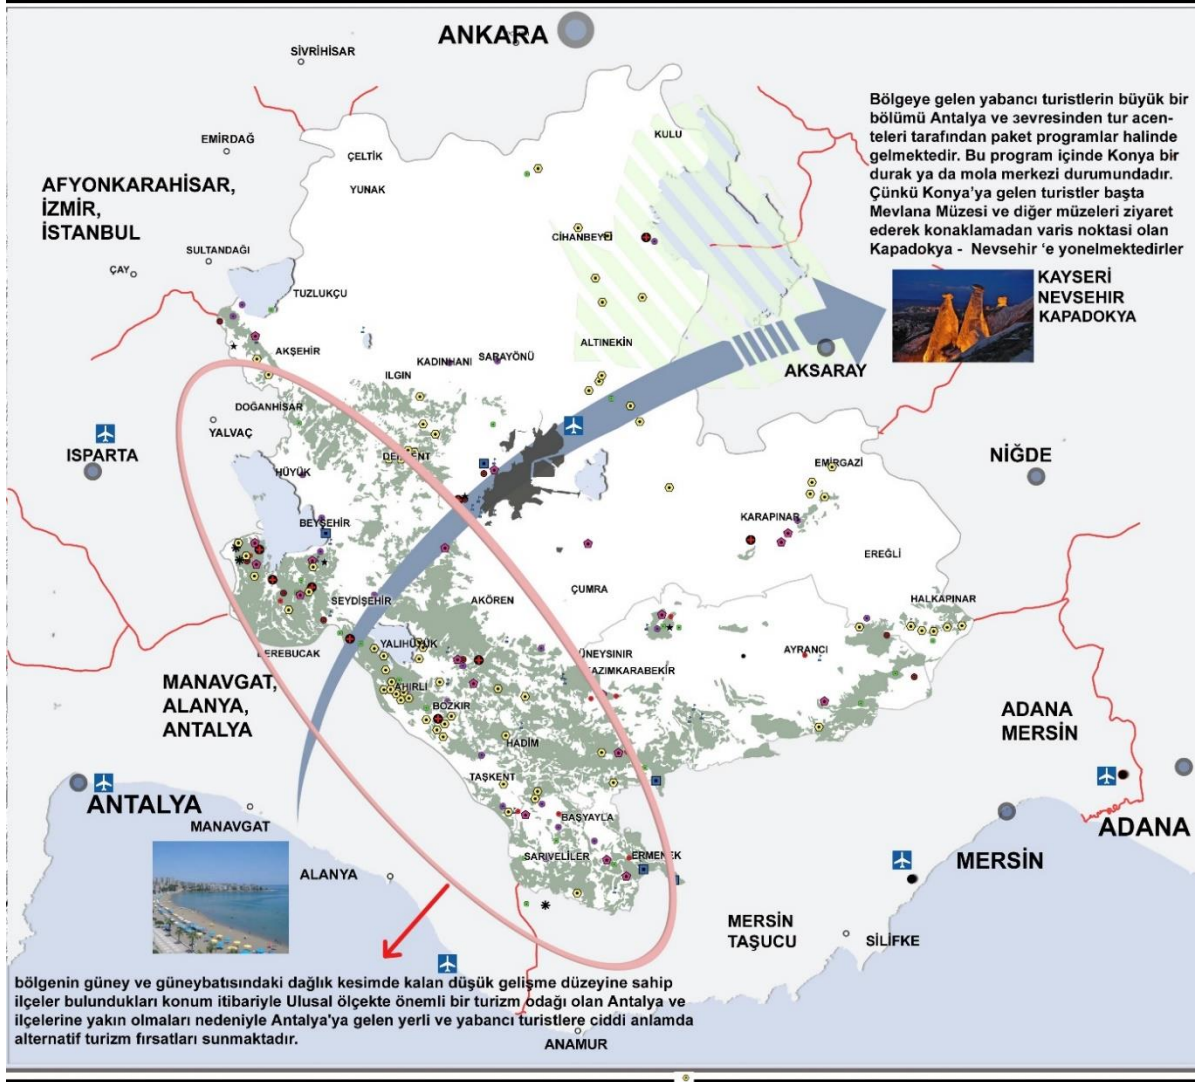 ANKARA
SİVRİHİSAR
Bölgeye gelen yabancı turistlerin büyük bir
bölümü Antalya ve зevresinden tur acen-
teleri tarafından paket programlar halinde
gelmektedir. Bu program içinde Konya bir
durak ya da mola merkezi durumundadır.
Çünkü Konya'ya gelen turistler başta
Mevlana Müzesi ve diğer müzeleri ziyaret
ederek konaklamadan varis noktasi olan
Kapadokya - Nevsehir 'e yonelmektedirler
KULU
EMİRDAĞ
ÇELTİK
YUNAK
AFYONKARAHİSAR,
İZMİR,
İSTANBUL
CİHANBEYL
SULTANDAĞI
ÇAY
TUZLUKÇU
KAYSERİ
NEVSEHIR
KAPADOKYA
ALTINEKİN
AKŞEHİR
KADINHANI
SARAYÖNÜ
ILGIN
AKSARAY
DOĞANHİSAR
YALVAÇ
ISPARTA
DERBENT
HÜYÜK
EMİRGAZİ
NİĞDE
BEYŞEHİR
KARAPINAR
EREĞLİ
ÇUMRA
SEYDİŞEHİR
AKÖREN
HALKAPINAR
DEREBUCAK
YALIHÜYÜK
ÜNEYSINIR
AYRANCI
AZIMKARABEKİR
MANAVGAT,
ALANYA,
ANTALYA
AHIRLI
BOZKIR
HADİM
ADANA
MERSİN
TAŞKENT
ANTALYA
MANAVGAT
BAŞYAYLA
ADANA
SARIVELİLER
ERMENEK
MERSİN
ALANYA
MERSİN
TAŞUCU
SİLİFKE
bölgenin güney ve güneybatısındaki dağlık kesimde kalan düşük gelişme düzeyine sahip
ilçeler bulundukları konum itibariyle Ulusal ölçekte önemli bir turizm odağı olan Antalya ve
ilçelerine yakın olmaları nedeniyle Antalya'ya gelen yerli ve yabancı turistlere ciddi anlamda
alternatif turizm fırsatları sunmaktadır.
ANAMUR